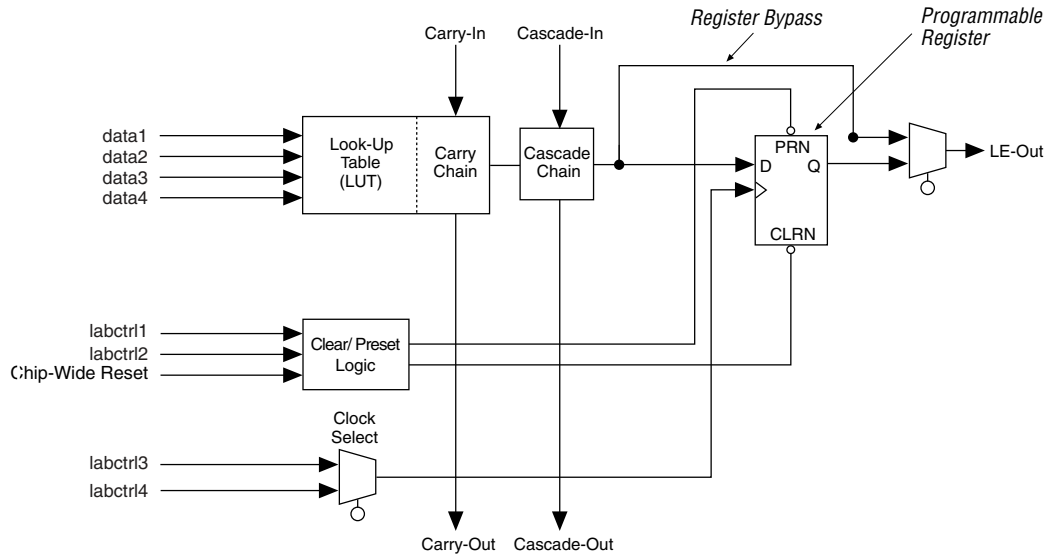 Register Bypass
Programmable
Register
Carry-In
Cascade-In
data1
data2
data3
data4
Look-Up
Table
(LUT)
Carry
Chain
Cascade
Chain
PRN
D
Q
CLRN
LE-Out
labctrl1
labctrl2
Chip-Wide Reset
Clear/ Preset
Logic
Clock
Select
labctrl3
labctrl4
Carry-Out
Cascade-Out